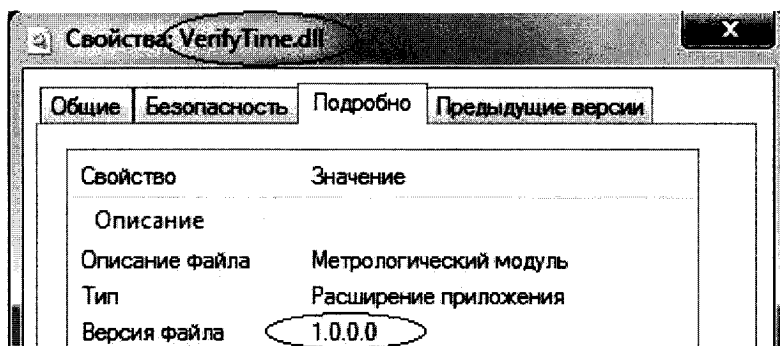 Свойства: VerifyTime.dll
Общие Безопасность Подробно Предыдущие версии
Свойство Значение
Описание
Описание файла Метрологический модуль
Тип Расширение приложения
Версия файла 1.0.0.0